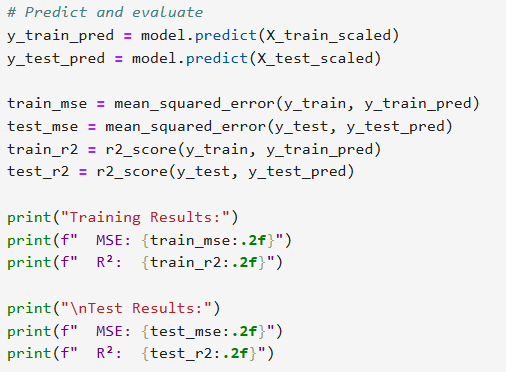 # Predict and evaluate
y_train_pred = model.predict(X_train_scaled)
y_test_pred = model.predict(X_test_scaled)

train_mse = mean_squared_error(y_train, y_train_pred)
test_mse = mean_squared_error(y_test, y_test_pred)
train_r2 = r2_score(y_train, y_train_pred)
test_r2 = r2_score(y_test, y_test_pred)

print("Training Results:")
print(f"  MSE: {train_mse:.2f}")
print(f"  R²:  {train_r2:.2f}")

print("\nTest Results:")
print(f"  MSE: {test_mse:.2f}")
print(f"  R²:  {test_r2:.2f}")